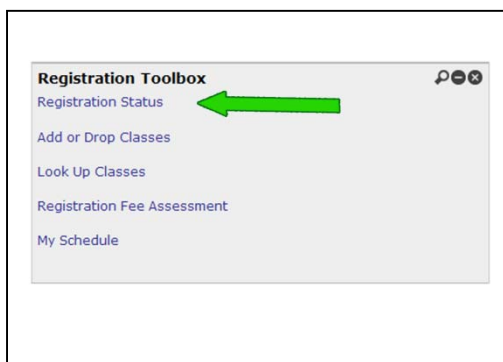 Registration Toolbox
Registration Status
Add or Drop Classes
Look Up Classes
Registration Fee Assessment
My Schedule